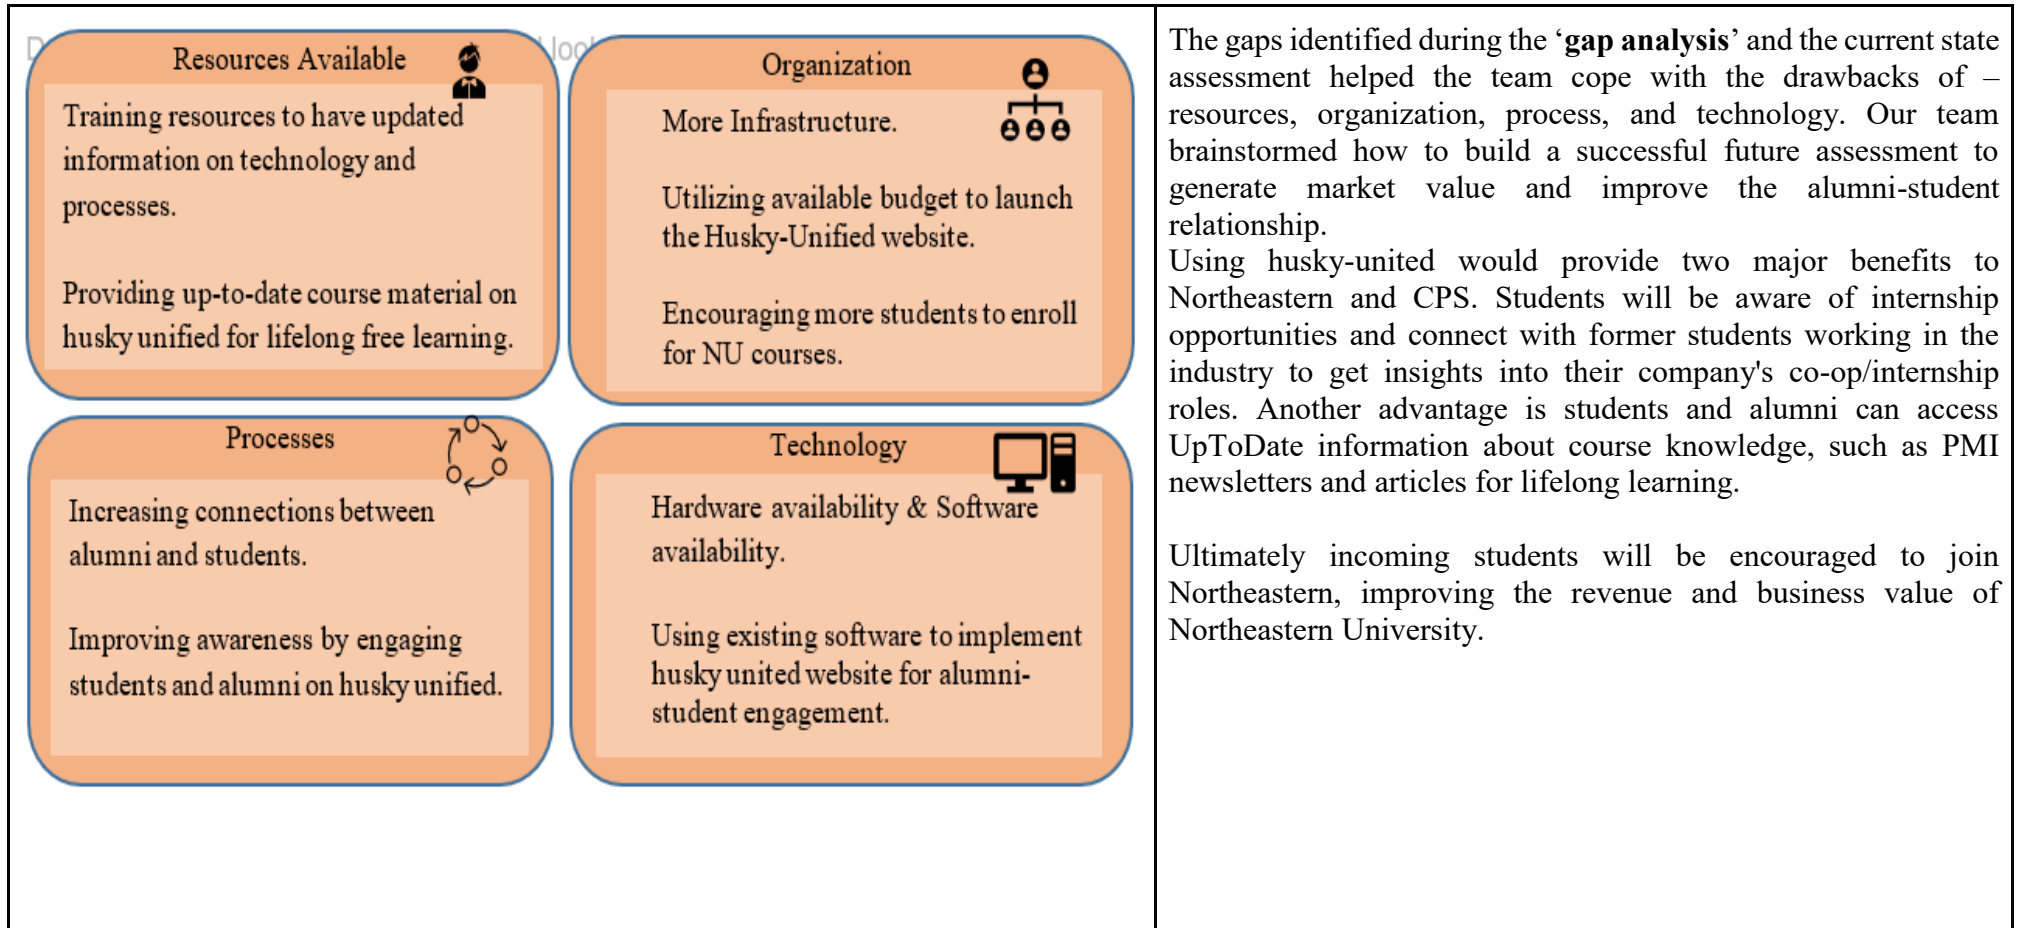 D
loo
Resources Available
Training resources to have updated
information on technology and
processes.
Providing up-to-date course material on
husky unified for lifelong free learning.
Organization
More Infrastructure.
Utilizing available budget to launch
the Husky-Unified website.
Encouraging more students to enroll
for NU courses.
Processes
Increasing connections between
alumni and students.
Improving awareness by engaging
students and alumni on husky unified.
Technology
Hardware availability & Software
availability.
Using existing software to implement
husky united website for alumni-
student engagement.
The gaps identified during the ‘gap analysis’ and the current state
assessment helped the team cope with the drawbacks of –
resources, organization, process, and technology. Our team
brainstormed how to build a successful future assessment to
generate market value and improve the alumni-student
relationship.
Using husky-united would provide two major benefits to
Northeastern and CPS. Students will be aware of internship
opportunities and connect with former students working in the
industry to get insights into their company's co-op/internship
roles. Another advantage is students and alumni can access
UpToDate information about course knowledge, such as PMI
newsletters and articles for lifelong learning.
Ultimately incoming students will be encouraged to join
Northeastern, improving the revenue and business value of
Northeastern University.